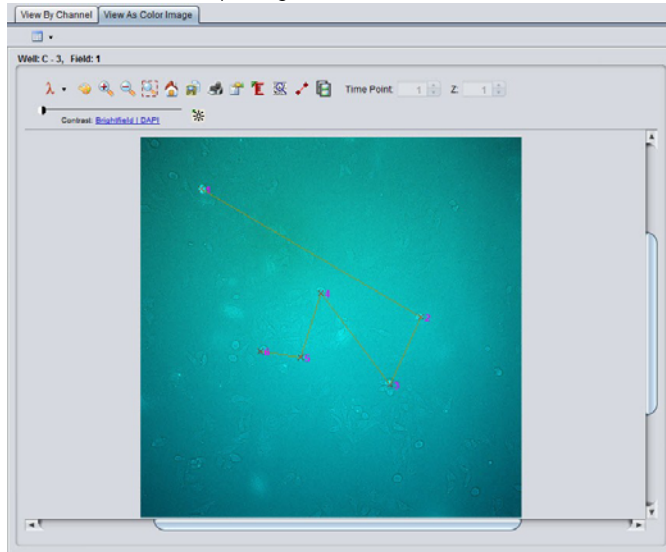 View By Channel View As Color Image
Well: C - 3, Field: 1
λ Time Point: 1 Z: 1
Contrast: Brightfield | DAPI
1
4
2
6 5
3